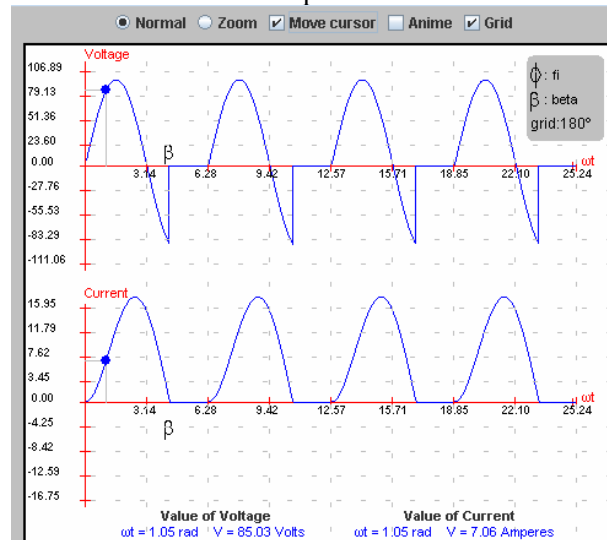 Normal Zoom Move cursor Anime Grid
Voltage
106.89
79.13
51.36
23.60
0.00
-27.76
-55.53
-83.29
-111.06
β
3.14 6.28 9.42 12.57 15.71 18.85 22.10 25.24
ωt
ϕ: fi
β : beta
grid:180º
Current
15.95
11.79
7.62
3.45
0.00
-4.25
-8.42
-12.59
-16.75
3.14 6.28 9.42 12.57 15.71 18.85 22.10 25.24
ωt
β
Value of Voltage
ωt = 1.05 rad V = 85.03 Volts
Value of Current
ωt = 1.05 rad V = 7.06 Amperes